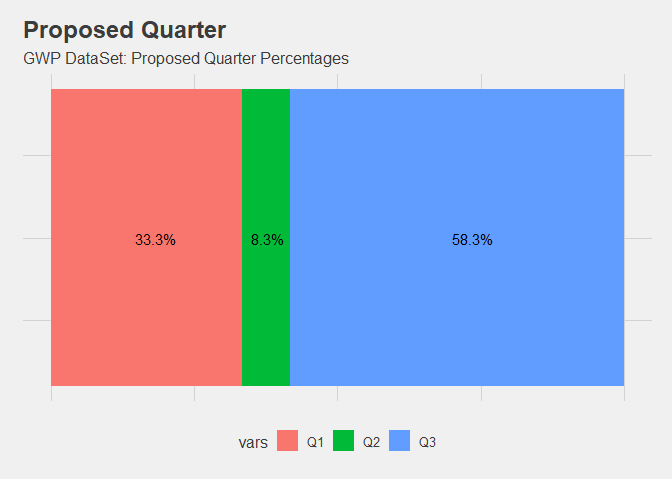 Proposed Quarter
GWP DataSet: Proposed Quarter Percentages
33.3% 8.3% 58.3%
vars Q1 Q2 Q3